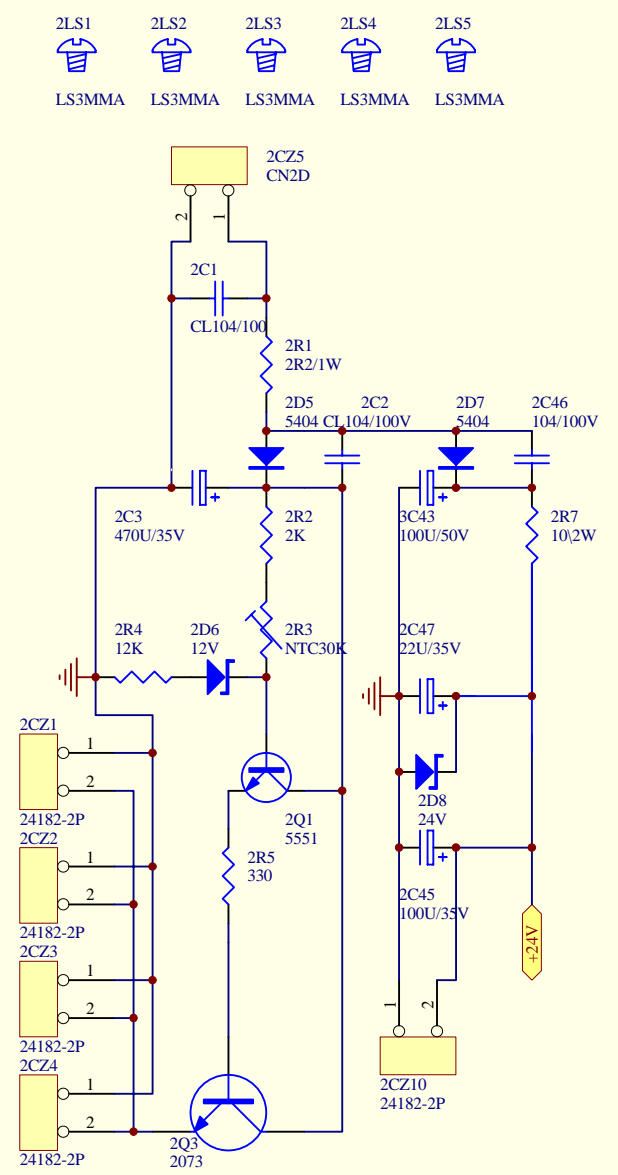 2LS1 2LS2 2LS3 2LS4 2LS5
LS3MMA LS3MMA LS3MMA LS3MMA LS3MMA
2CZ5
CN2D
2 1
2C1
CL104/100
2R1
2R2/1W
2D5 2C2 2D7 2C46
5404 CL104/100V 5404 104/100V
2C3 2R2 3C43 2R7
470U/35V 2K 100U/50V 10\2W
2R4 2D6 2R3 2C47
12K 12V NTC30K 22U/35V
2CZ1
1
2
24182-2P
2D8
24V
2Q1
5551
2CZ2
1
2
24182-2P
2R5
330
2C45
100U/35V
+24V
2CZ3
1
2
24182-2P
1 2
2CZ10
24182-2P
2CZ4
1
2
24182-2P
2Q3
2073